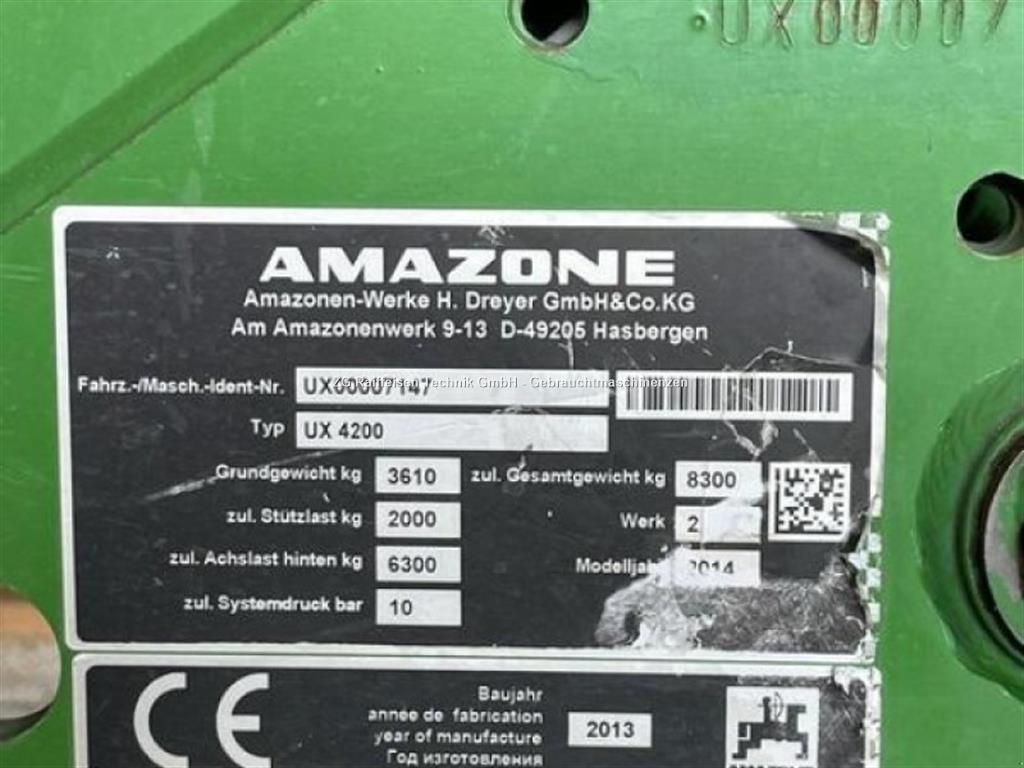 UX00007
AMAZONE
Amazonen-Werke H. Dreyer GmbH&Co.KG
Am Amazonenwerk 9-13 D-49205 Hasbergen
Fahrz.-/Masch.-Ident-Nr. UX00007147
ZG Raiffeisen Technik GmbH - Gebrauchtmaschinenzen
Typ UX 4200
Grundgewicht kg 3610 zul. Gesamtgewicht kg 8300
zul. Stützlast kg 2000 Werk 2
zul. Achslast hinten kg 6300 Modelljahr 2014
zul. Systemdruck bar 10
CE
Baujahr
année de fabrication
year of manufacture 2013
Год изготовления